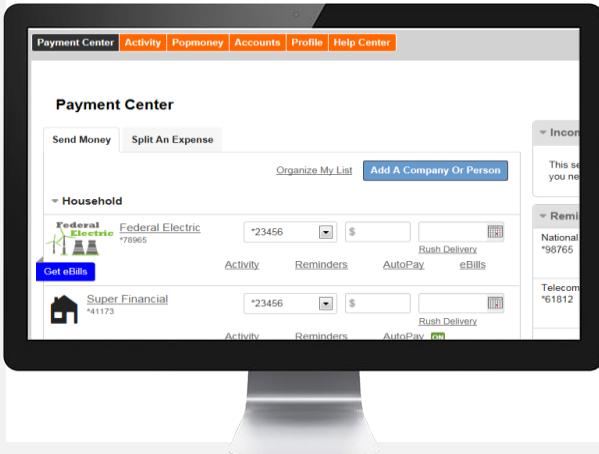 Payment Center Activity Popmoney Accounts Profile Help Center
Payment Center
Send Money Split An Expense
Organize My List Add A Company Or Person
Household
Federal
Electric
Federal Electric
*78965
*23456 $
Rush Delivery
Get eBills
Activity Reminders AutoPay eBills
Super Financial
*41173
*23456 $
Rush Delivery
Activity Reminders AutoPay ON
Incon
This se
you ne
Remi
National
*98765
Telecom
*61812